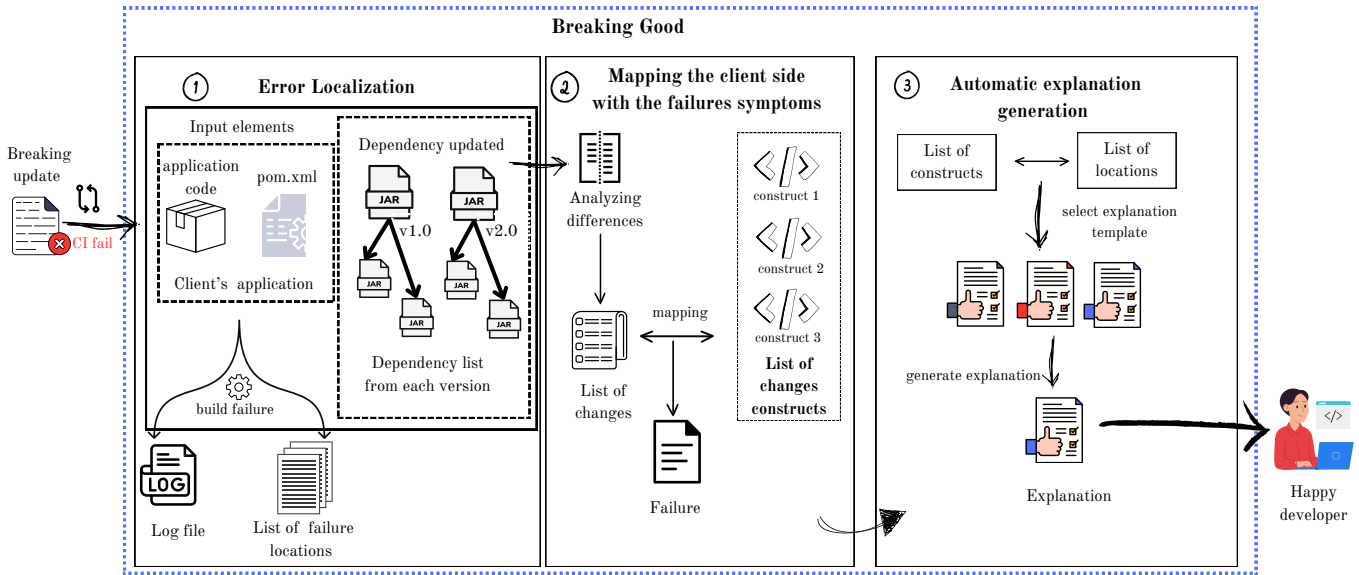 Breaking Good
Breaking
update
CI fail
1
Error Localization
Input elements
application
code
pom.xml
Client's application
Dependency updated
JAR
JAR
v1.0
v2.0
JAR
JAR
JAR
JAR
Dependency list
from each version
build failure
LOG
Log file
List of failure
locations
2
Mapping the client side
with the failures symptoms
Analyzing
differences
List of
changes
mapping
Failure
</>
construct 1
</>
construct 2
</>
construct 3
List of
changes
constructs
3
Automatic explanation
generation
List of
constructs
List of
locations
select explanation
template
generate explanation
Explanation
</>
Happy
developer